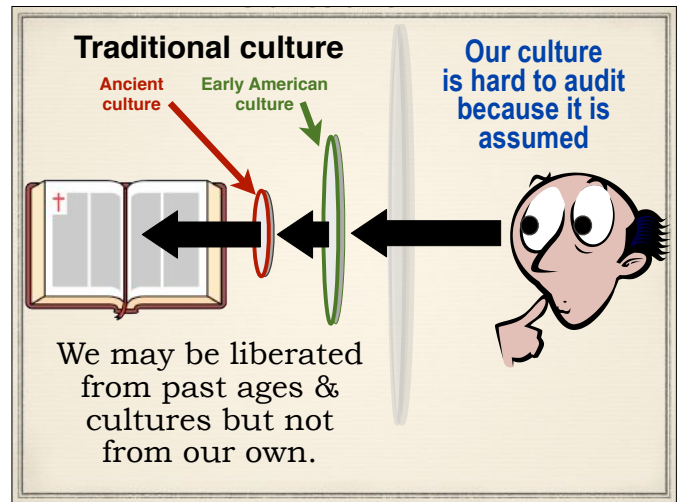 Traditional culture
Ancient
culture
Early American
culture
Our culture
is hard to audit
because it is
assumed
We may be liberated
from past ages &
cultures but not
from our own.